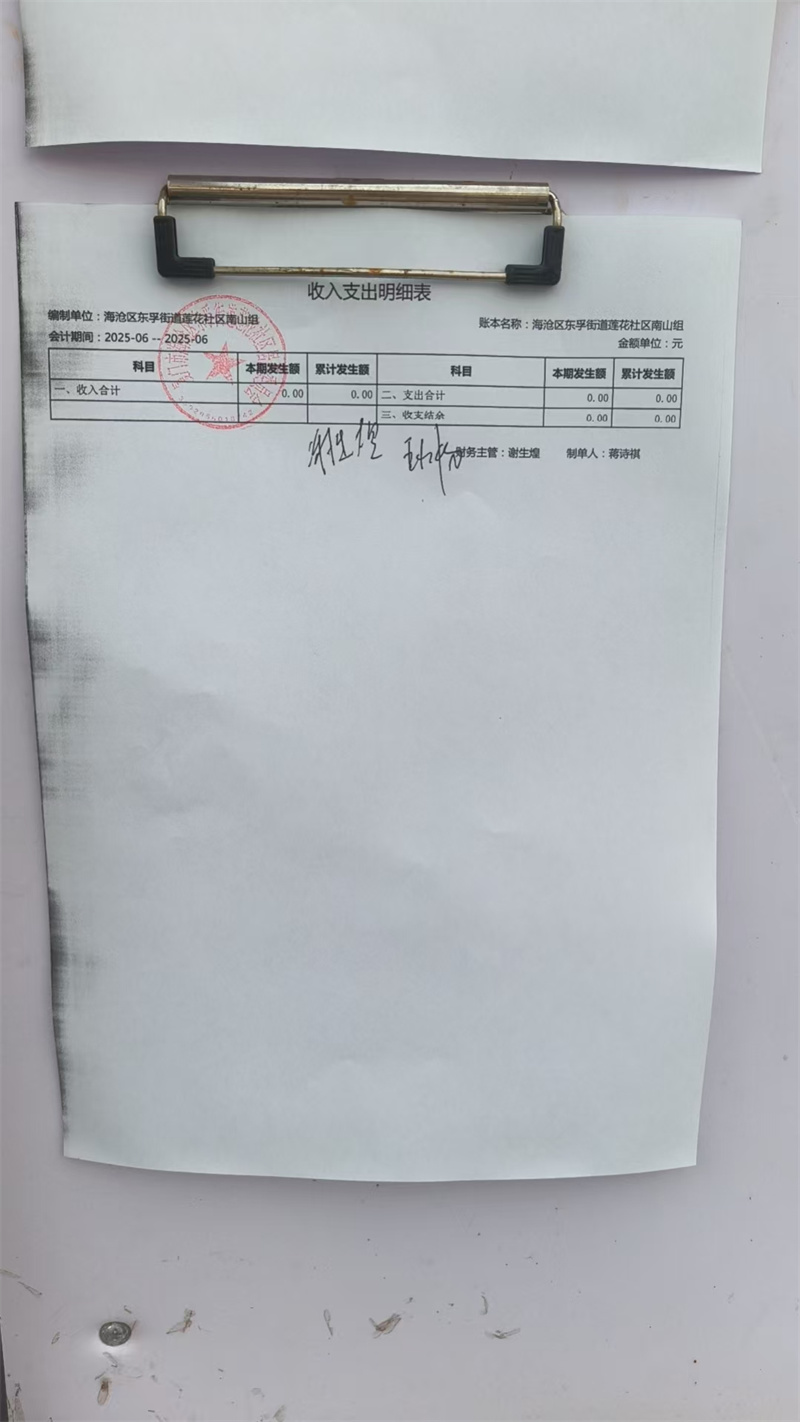 收入支出明细表
编制单位：海沧区东孚街道莲花社区南山组 账本名称：海沧区东孚街道莲花社区南山组
会计期间：2025-06 -- 2025-06 金额单位：元
科目 本期发生额 累计发生额 科目 本期发生额 累计发生额
一、收入合计 0.00 0.00 二、支出合计 0.00 0.00
三、收支结余 0.00 0.00
财务主管：谢生煌 制单人：蒋诗祺